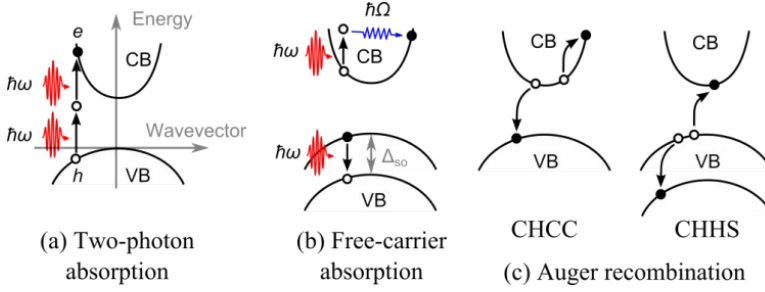 Energy
e
CB
ħω
ħω
Wavevector
h
VB
(a) Two-photon
absorption
ħΩ
ħω
CB
ħω
Δso
VB
(b) Free-carrier
absorption
CB
VB
CHCC
CB
VB
CHHS
(c) Auger recombination